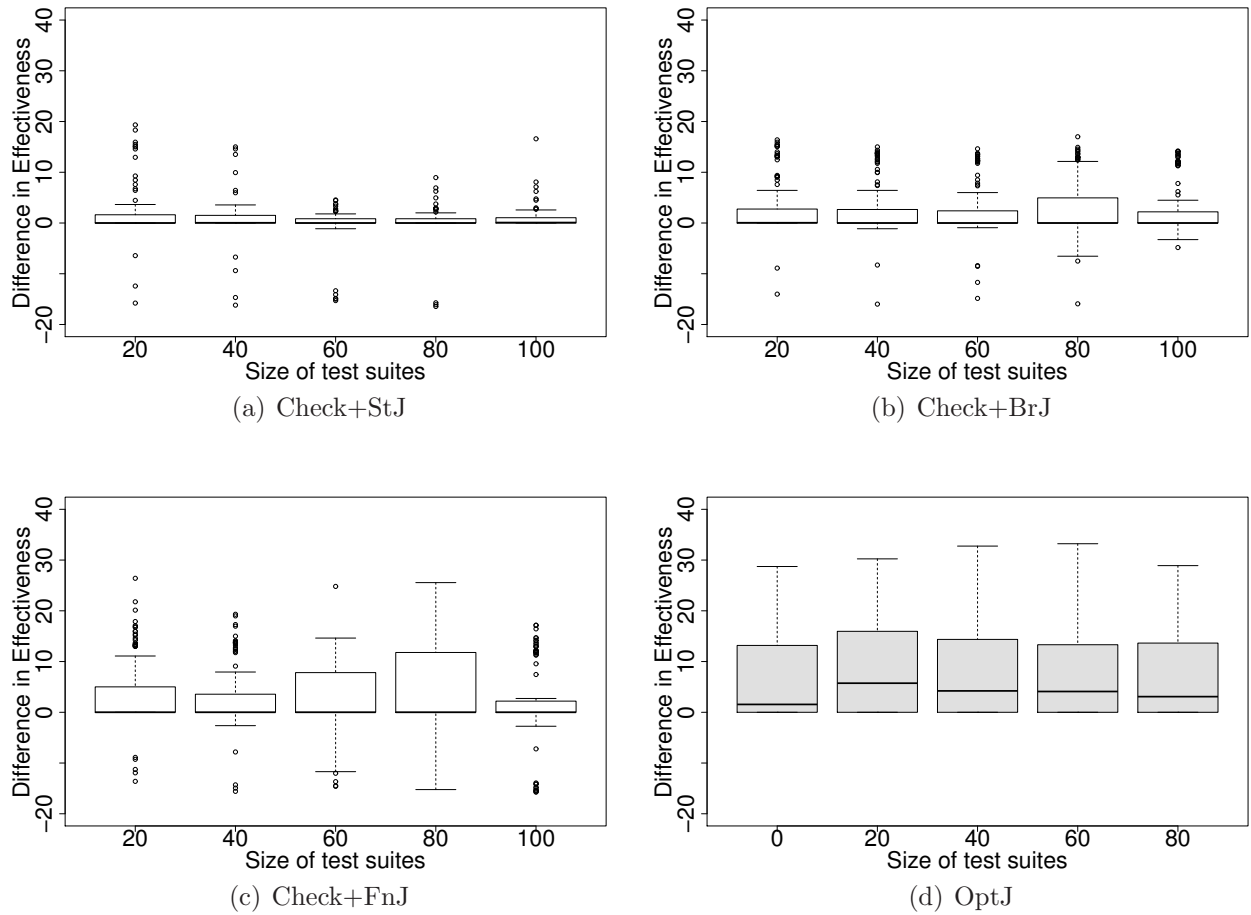 Difference in Effectiveness
40
30
20
10
0
−20
20 40 60 80 100
Size of test suites
(a) Check+StJ
Difference in Effectiveness
40
30
20
10
0
−20
20 40 60 80 100
Size of test suites
(b) Check+BrJ
Difference in Effectiveness
40
30
20
10
0
−20
20 40 60 80 100
Size of test suites
(c) Check+FnJ
Difference in Effectiveness
40
30
20
10
0
−20
0 20 40 60 80
Size of test suites
(d) OptJ